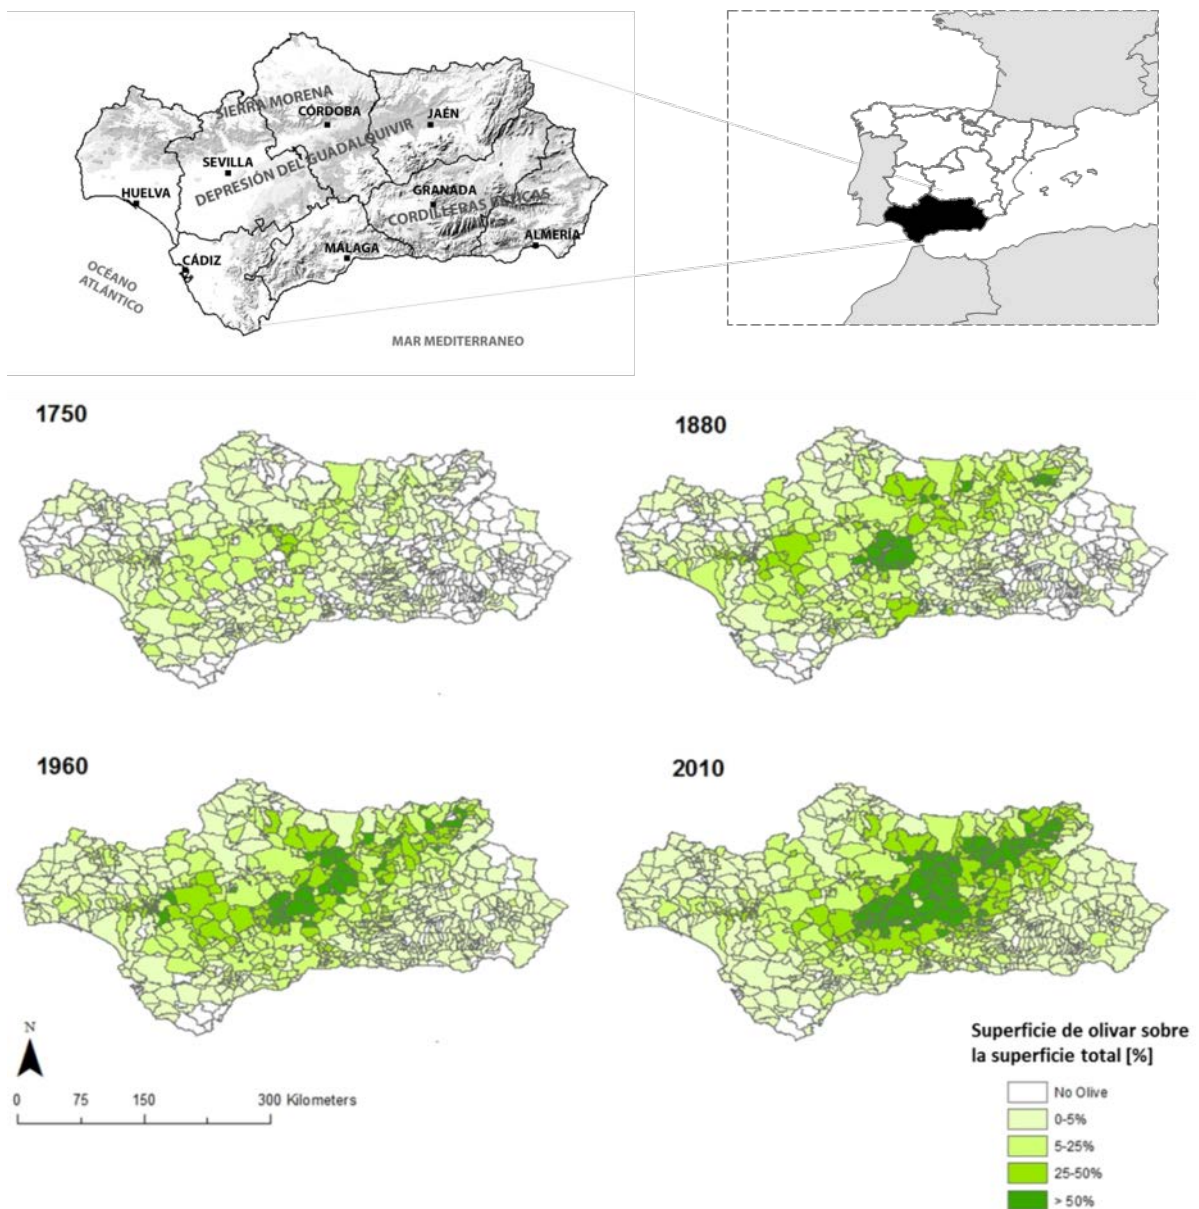 SIERRA MORENA
CÓRDOBA
JAÉN
SEVILLA
DEPRESIÓN DEL GUADALQUIVIR
HUELVA
GRANADA
CORDILLERAS BÉTICAS
ALMERÍA
MÁLAGA
CÁDIZ
OCÉANO
ATLÁNTICO
MAR MEDITERRANEO
1750
1880
1960
2010
N
0 75 150 300 Kilometers
Superficie de olivar sobre
la superficie total [%]
No Olive
0-5%
5-25%
25-50%
> 50%